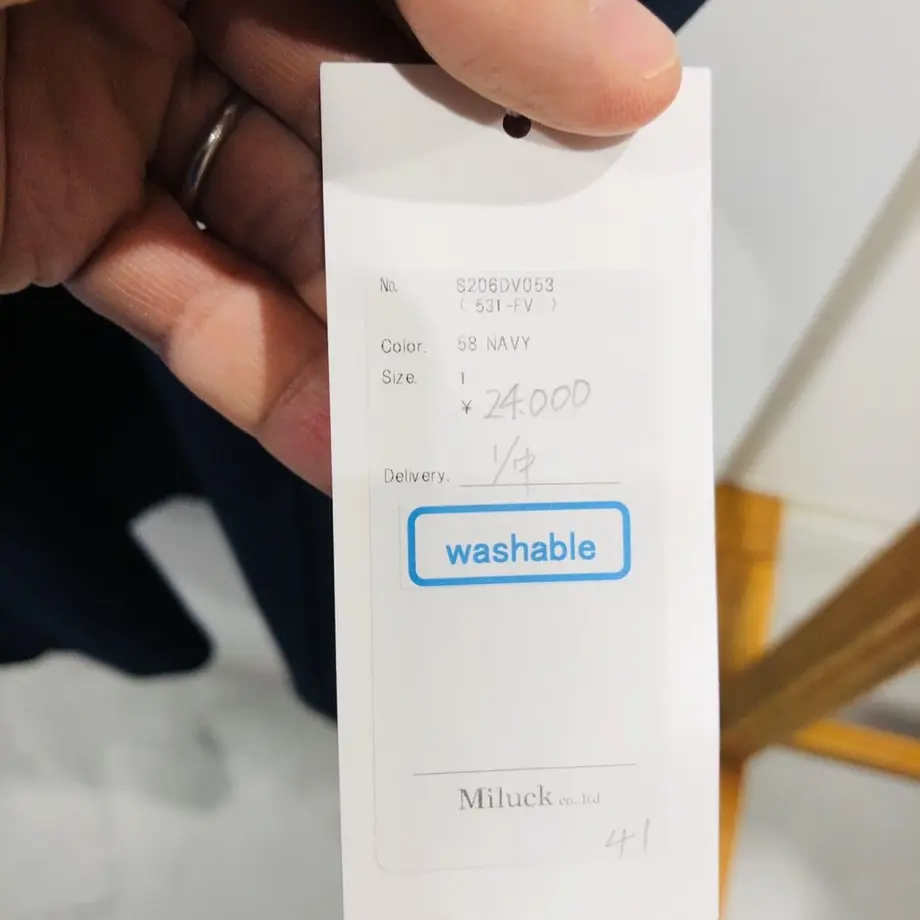 No. S206DV053
( 531-FV )
Color. 58 NAVY
Size. 1
¥ 24.000
Delivery. 1/中
washable
Miluck co.,ltd
41